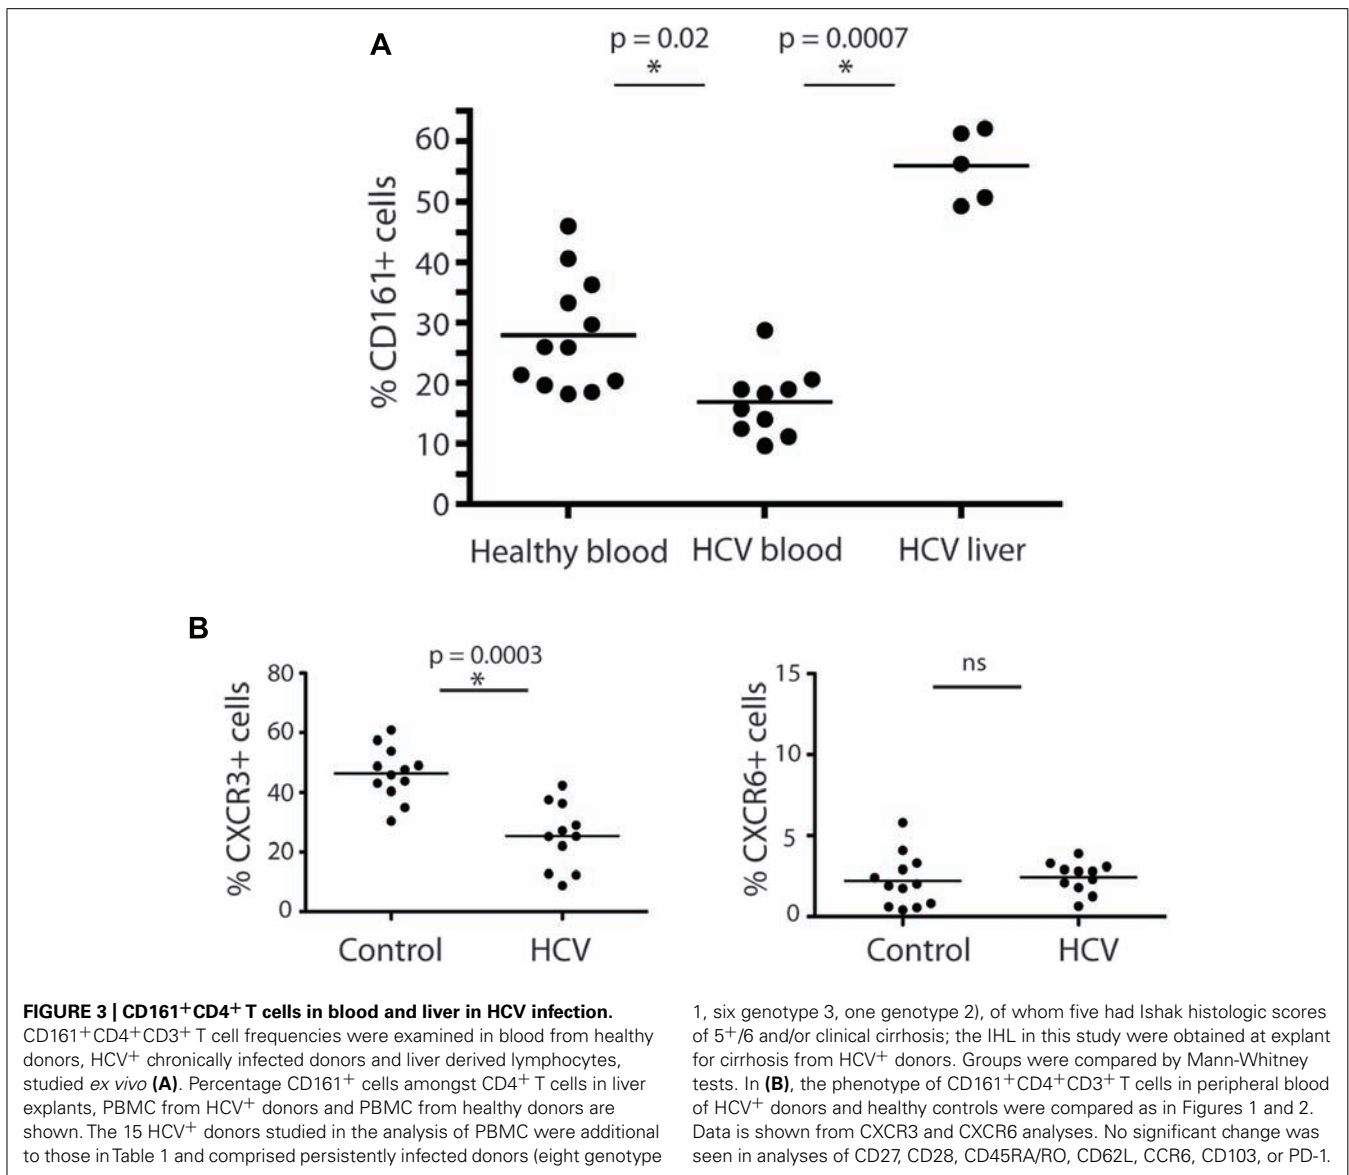 A
p = 0.02
*
p = 0.0007
*
% CD161+ cells
60
50
40
30
20
10
0
Healthy blood
HCV blood
HCV liver
B
p = 0.0003
*
% CXCR3+ cells
80
60
40
20
0
Control
HCV
ns
% CXCR6+ cells
15
10
5
0
Control
HCV
FIGURE 3 | CD161+CD4+ T cells in blood and liver in HCV infection.
CD161+CD4+CD3+ T cell frequencies were examined in blood from healthy
donors, HCV+ chronically infected donors and liver derived lymphocytes,
studied ex vivo (A). Percentage CD161+ cells amongst CD4+ T cells in liver
explants, PBMC from HCV+ donors and PBMC from healthy donors are
shown. The 15 HCV+ donors studied in the analysis of PBMC were additional
to those in Table 1 and comprised persistently infected donors (eight genotype
1, six genotype 3, one genotype 2), of whom five had Ishak histologic scores
of 5+/6 and/or clinical cirrhosis; the IHL in this study were obtained at explant
for cirrhosis from HCV+ donors. Groups were compared by Mann-Whitney
tests. In (B), the phenotype of CD161+CD4+CD3+ T cells in peripheral blood
of HCV+ donors and healthy controls were compared as in Figures 1 and 2.
Data is shown from CXCR3 and CXCR6 analyses. No significant change was
seen in analyses of CD27, CD28, CD45RA/RO, CD62L, CCR6, CD103, or PD-1.